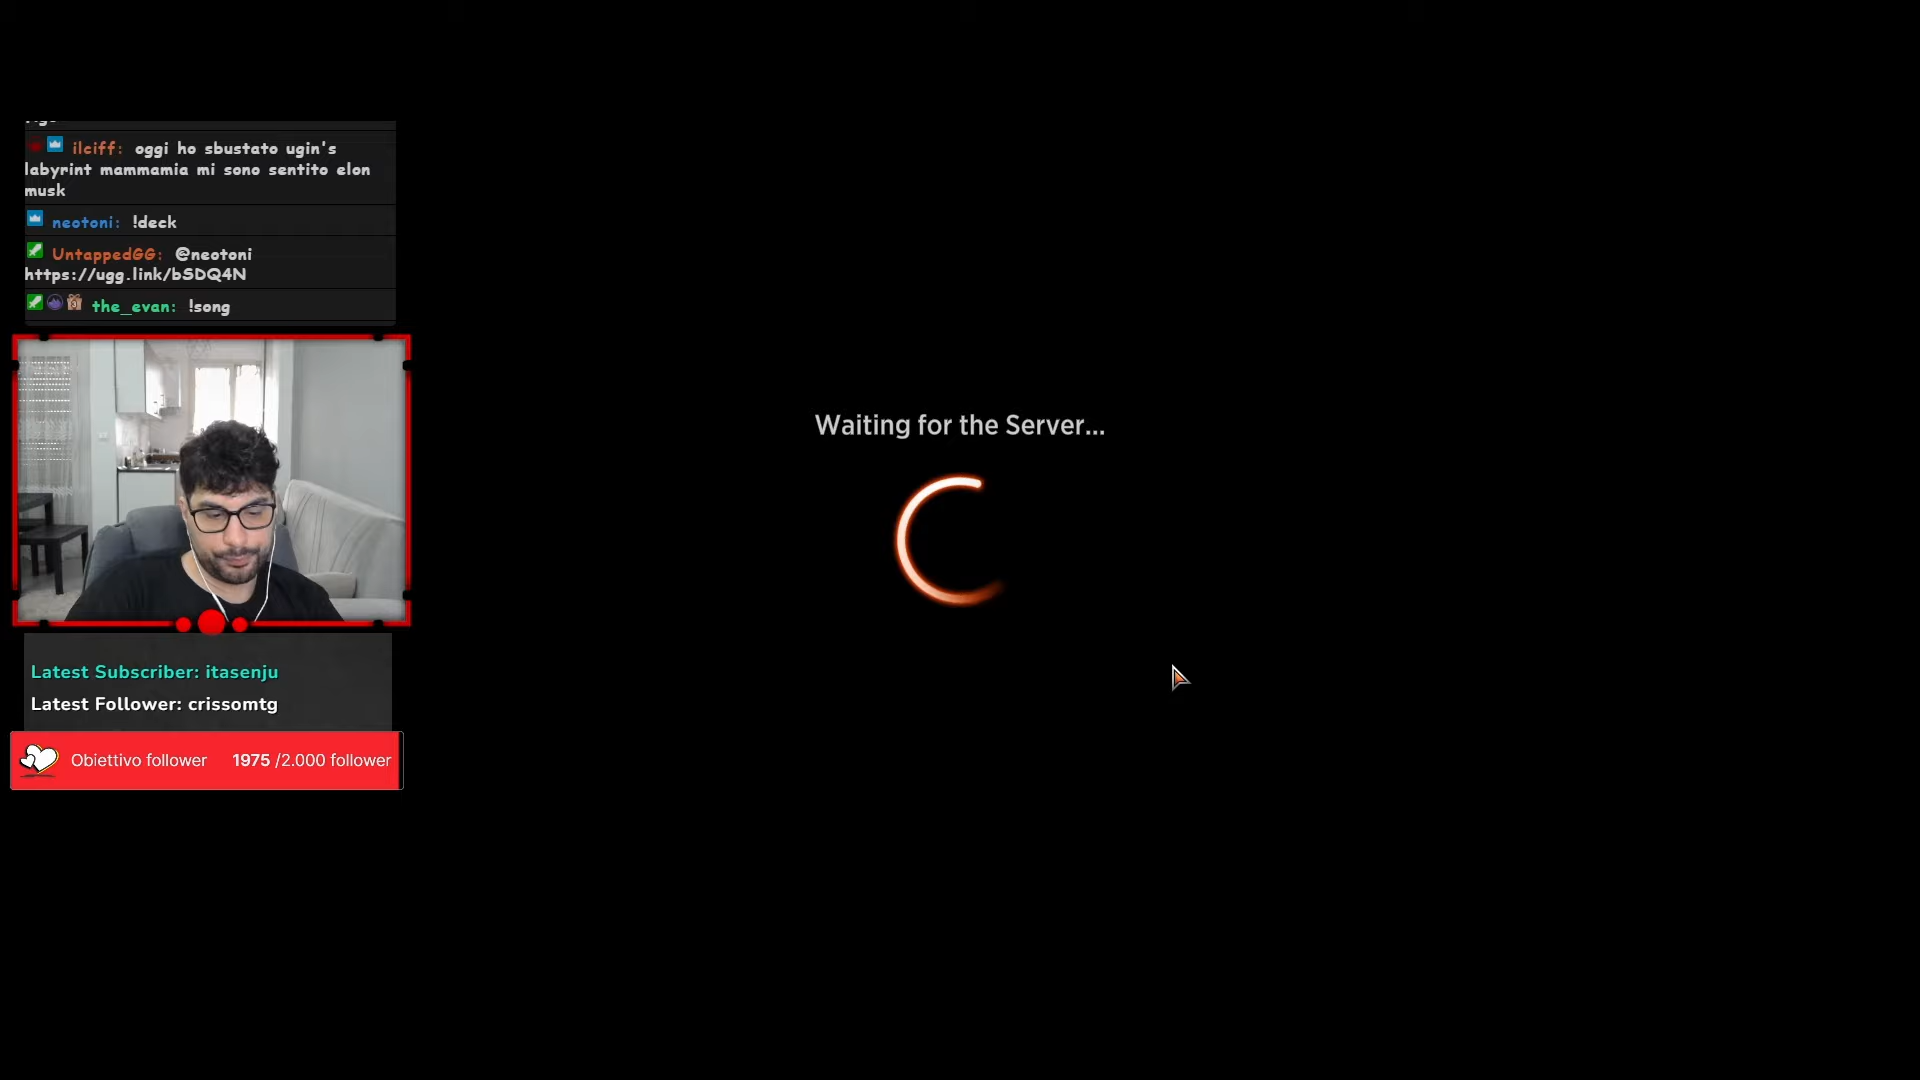 ilciff: oggi ho sbustato ugin's
labyrint mammamia mi sono sentito elon
musk
neotoni: !deck
UntappedGG: @neotoni
https://ugg.link/bSDQ4N
the_evan: !song
Waiting for the Server...
Latest Subscriber: itasenju
Latest Follower: crissomtg
Obiettivo follower 1975 /2.000 follower